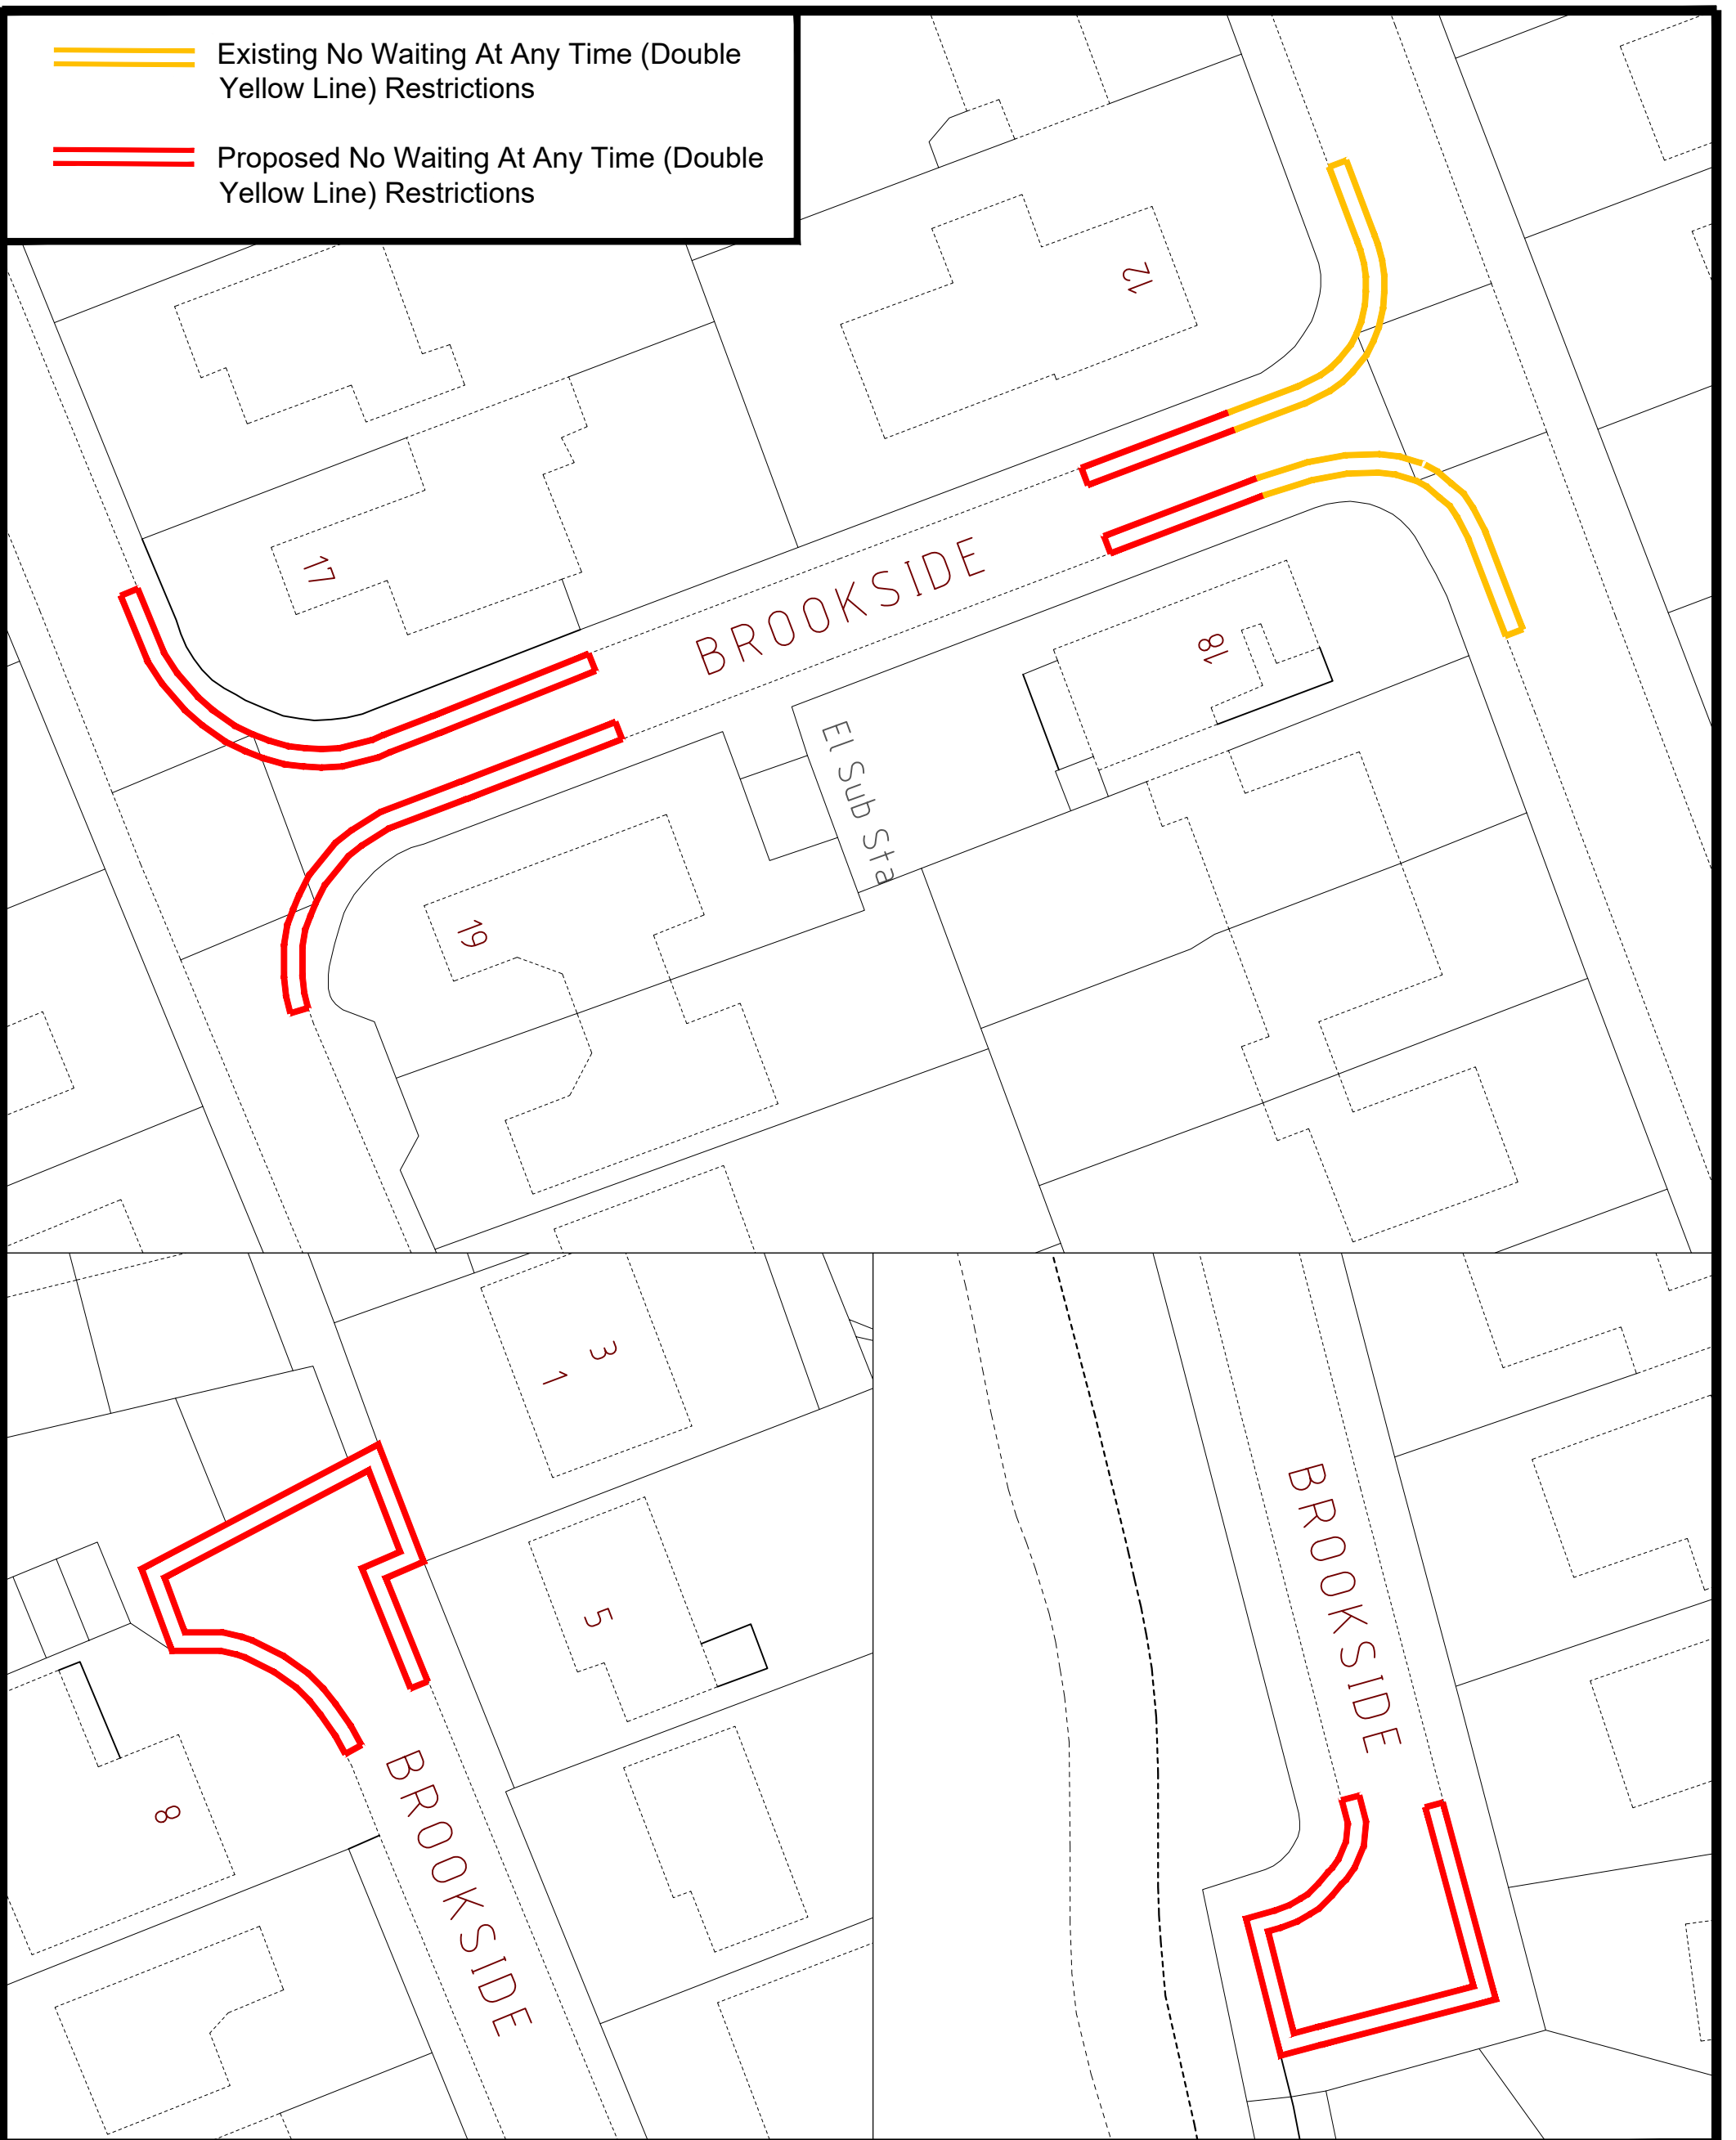 Existing No Waiting At Any Time (Double
Yellow Line) Restrictions
Proposed No Waiting At Any Time (Double
Yellow Line) Restrictions
12
17
BROOKSIDE
18
El Sub Sta
19
3
1
5
8
BROOKSIDE
BROOKSIDE